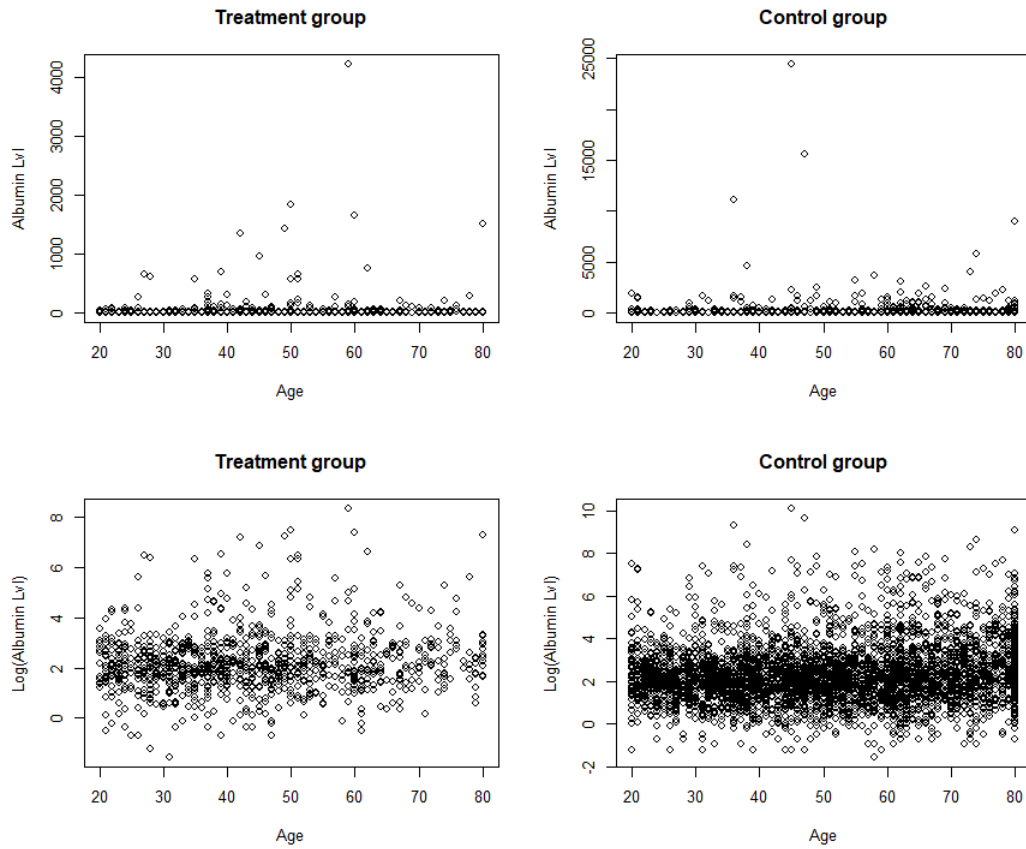 Treatment group
Albumin Lvl
0 1000 2000 3000 4000
20 30 40 50 60 70 80
Age
Control group
Albumin Lvl
0 5000 15000 25000
20 30 40 50 60 70 80
Age
Treatment group
Log(Albumin Lvl)
0 2 4 6 8
20 30 40 50 60 70 80
Age
Control group
Log(Albumin Lvl)
-2 0 2 4 6 8 10
20 30 40 50 60 70 80
Age